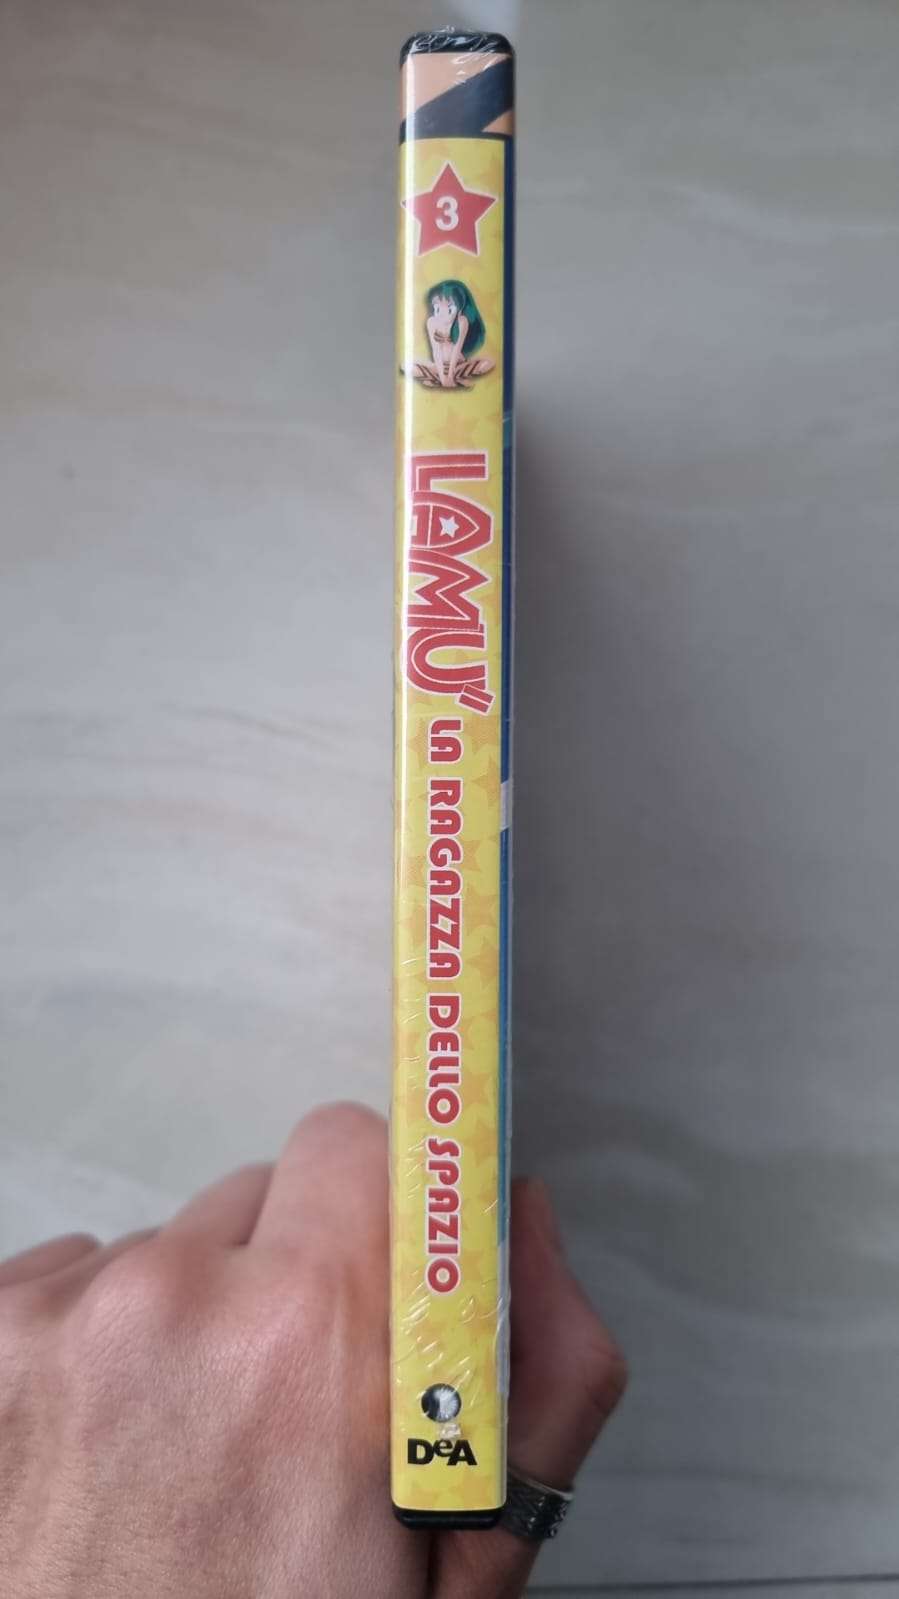 3
LAMU'
LA RAGAZZA DELLO SPAZIO
DeA